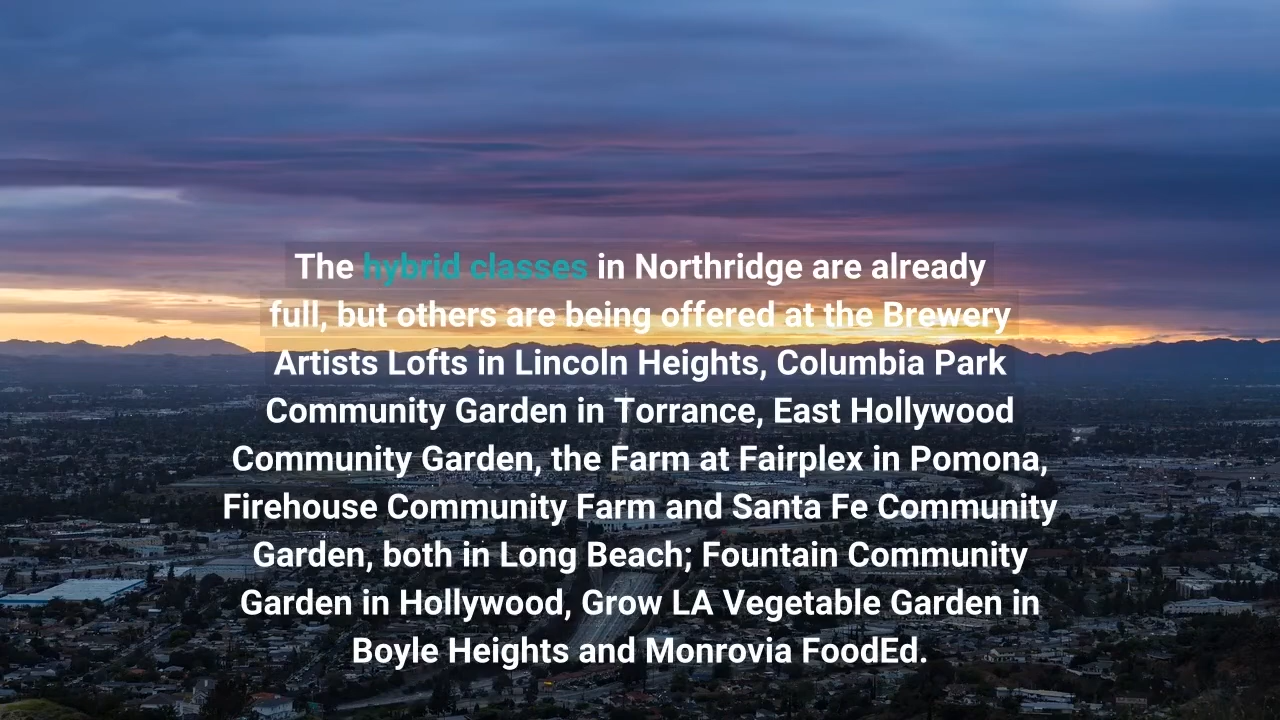 The hybrid classes in Northridge are already
full, but others are being offered at the Brewery
Artists Lofts in Lincoln Heights, Columbia Park
Community Garden in Torrance, East Hollywood
Community Garden, the Farm at Fairplex in Pomona,
Firehouse Community Farm and Santa Fe Community
Garden, both in Long Beach; Fountain Community
Garden in Hollywood, Grow LA Vegetable Garden in
Boyle Heights and Monrovia FoodEd.